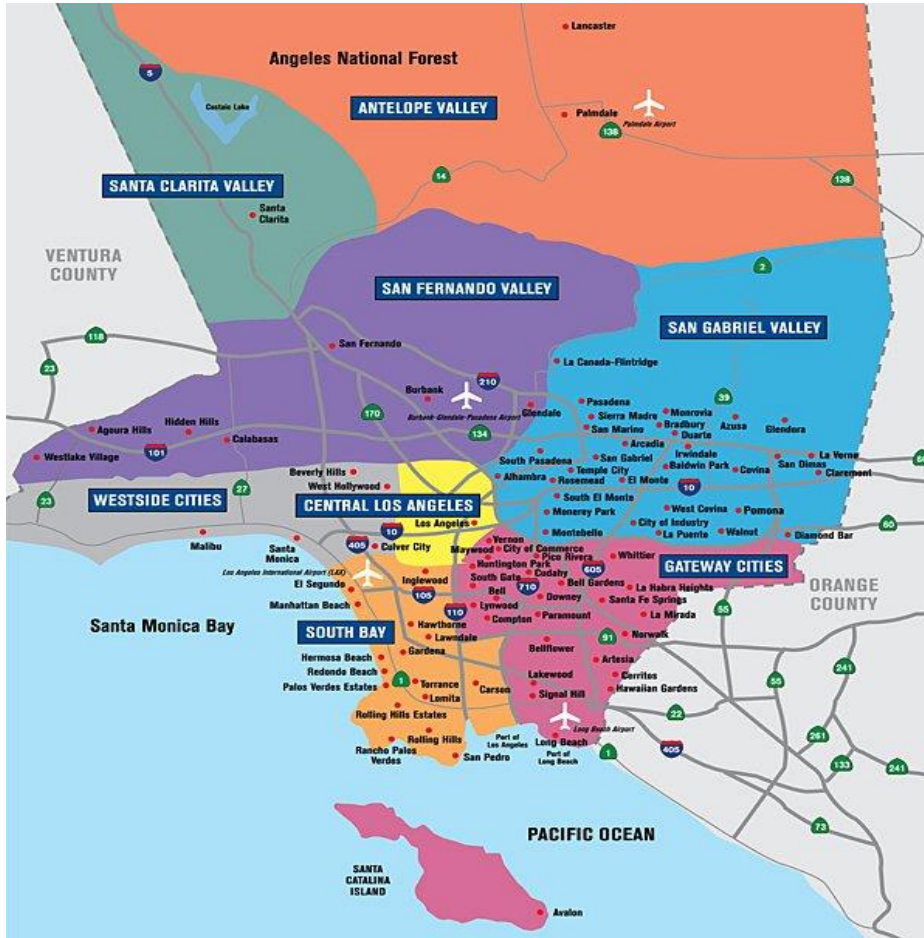 Lancaster
Angeles National Forest
5
ANTELOPE VALLEY
Castaic Lake
Palmdale
Palmdale Airport
138
14
138
SANTA CLARITA VALLEY
Santa
Clarita
VENTURA
COUNTY
2
SAN FERNANDO VALLEY
SAN GABRIEL VALLEY
118
San Fernando
23
La Canada-Flintridge
210
Burbank
Burbank-Glendale-Pasadena Airport
170
134
Glendale
39
Pasadena
Sierra Madre
San Marino
Monrovia
Bradbury
Duarte
Azusa
Glendora
Agoura Hills
Hidden Hills
Calabasas
101
Westlake Village
Arcadia
Irwindale
South Pasadena
San Gabriel
Baldwin Park
Temple City
Alhambra
Rosemead
El Monte
Covina
San Dimas
La Verne
Claremont
10
Beverly Hills
West Hollywood
WESTSIDE CITIES
23
27
CENTRAL LOS ANGELES
Los Angeles
South El Monte
Monerey Park
West Covina
Pomona
City of Industry
Montebello
La Puente
Walnut
Diamond Bar
60
10
405
Culver City
Malibu
Santa
Monica
Los Angeles International Airport (LAX)
Vernon
Maywood
City of Commerce
Pico Rivera
Whittier
Huntington Park
605
GATEWAY CITIES
Inglewood
El Segundo
South Gate
Cudahy
710
Bell Gardens
La Habra Heights
105
Bell
Downey
Santa Fe Springs
Manhattan Beach
110
Lynwood
Compton
Paramount
La Mirada
ORANGE
COUNTY
55
Santa Monica Bay
SOUTH BAY
Hawthorne
Lawndale
Gardena
91
Norwalk
Bellflower
Hermosa Beach
Redondo Beach
Palos Verdes Estates
1
Torrance
Lomita
Carson
Lakewood
Signal Hill
Artesia
Cerritos
Hawaiian Gardens
55
241
Rolling Hills Estates
22
Long Beach Airport
Rolling Hills
Rancho Palos
Verdes
San Pedro
Port of
Los Angeles
Long Beach
Port of
Long Beach
1
405
261
133
241
73
PACIFIC OCEAN
SANTA
CATALINA
ISLAND
Avalon